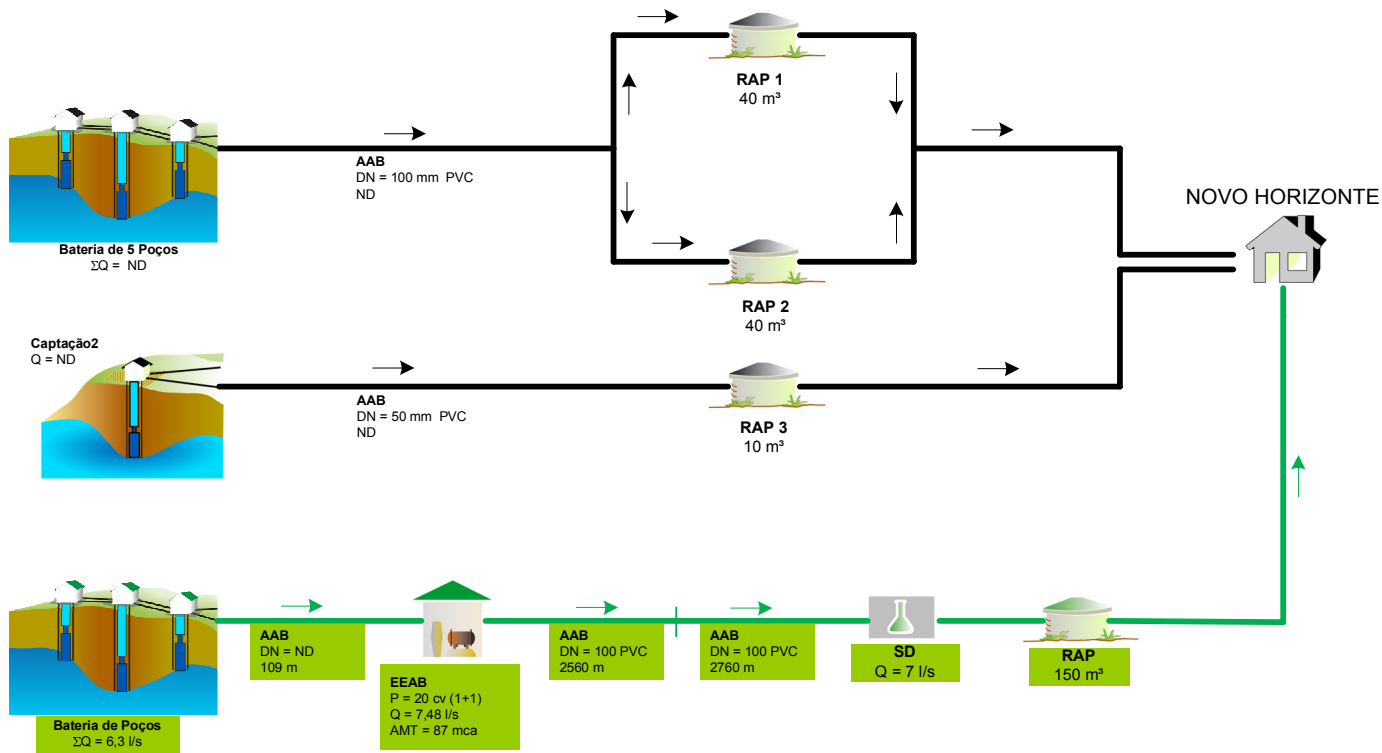 RAP 1
40 m³
AAB
DN = 100 mm PVC
ND
NOVO HORIZONTE
Bateria de 5 Poços
ΣQ = ND
RAP 2
40 m³
Captação2
Q = ND
AAB
DN = 50 mm PVC
ND
RAP 3
10 m³
AAB
DN = ND
109 m
EEAB
P = 20 cv (1+1)
Q = 7,48 l/s
AMT = 87 mca
AAB
DN = 100 PVC
2560 m
AAB
DN = 100 PVC
2760 m
SD
Q = 7 l/s
RAP
150 m³
Bateria de Poços
ΣQ = 6,3 l/s